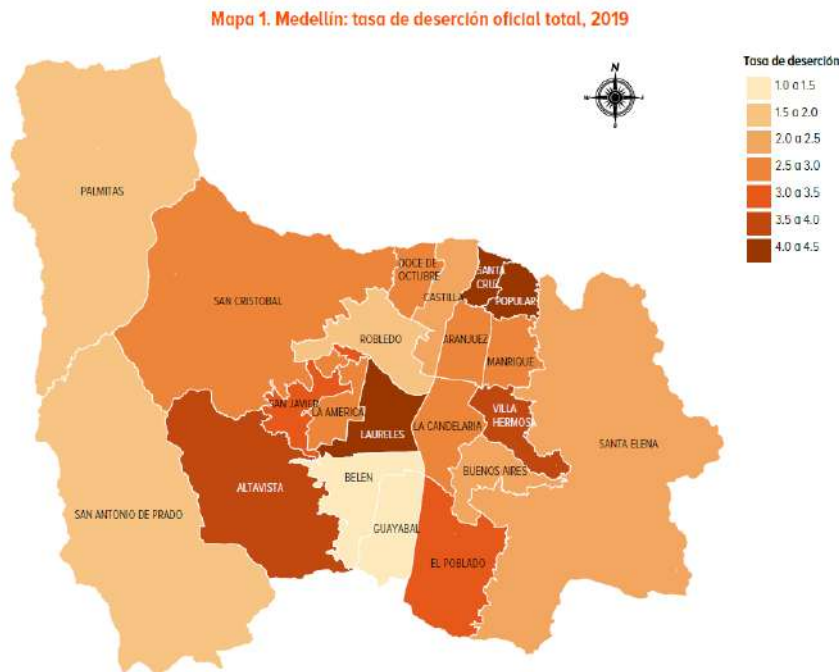 Mapa 1. Medellín: tasa de deserción oficial total, 2019
N
Tasa de deserción
1.0 a 1.5
1.5 a 2.0
2.0 a 2.5
2.5 a 3.0
3.0 a 3.5
3.5 a 4.0
4.0 a 4.5
PALMITAS
SAN CRISTOBAL
DOCE DE
OCTUBRE
CASTILLA
SANTA
CRUZ
POPULAR
ROBLEDO
ARANJUEZ
MANRIQUE
SAN JAVIER
LA AMERICA
LAURELES
LA CANDELARIA
VILLA
HERMOSA
SANTA ELENA
BUENOS AIRES
BELEN
ALTAVISTA
SAN ANTONIO DE PRADO
GUAYABAL
EL POBLADO